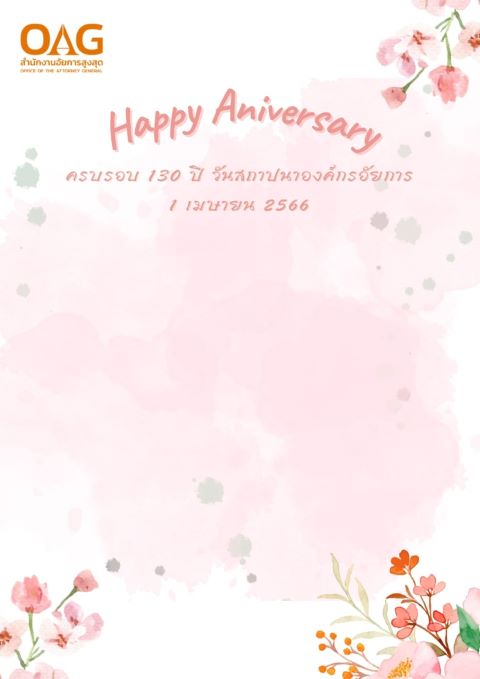 OAG
สำนักงานอัยการสูงสุด
OFFICE OF THE ATTORNEY GENERAL
Happy Aniversary
ครบรอบ 130 ปี วันสถาปนาองค์กรอัยการ
1 เมษายน 2566